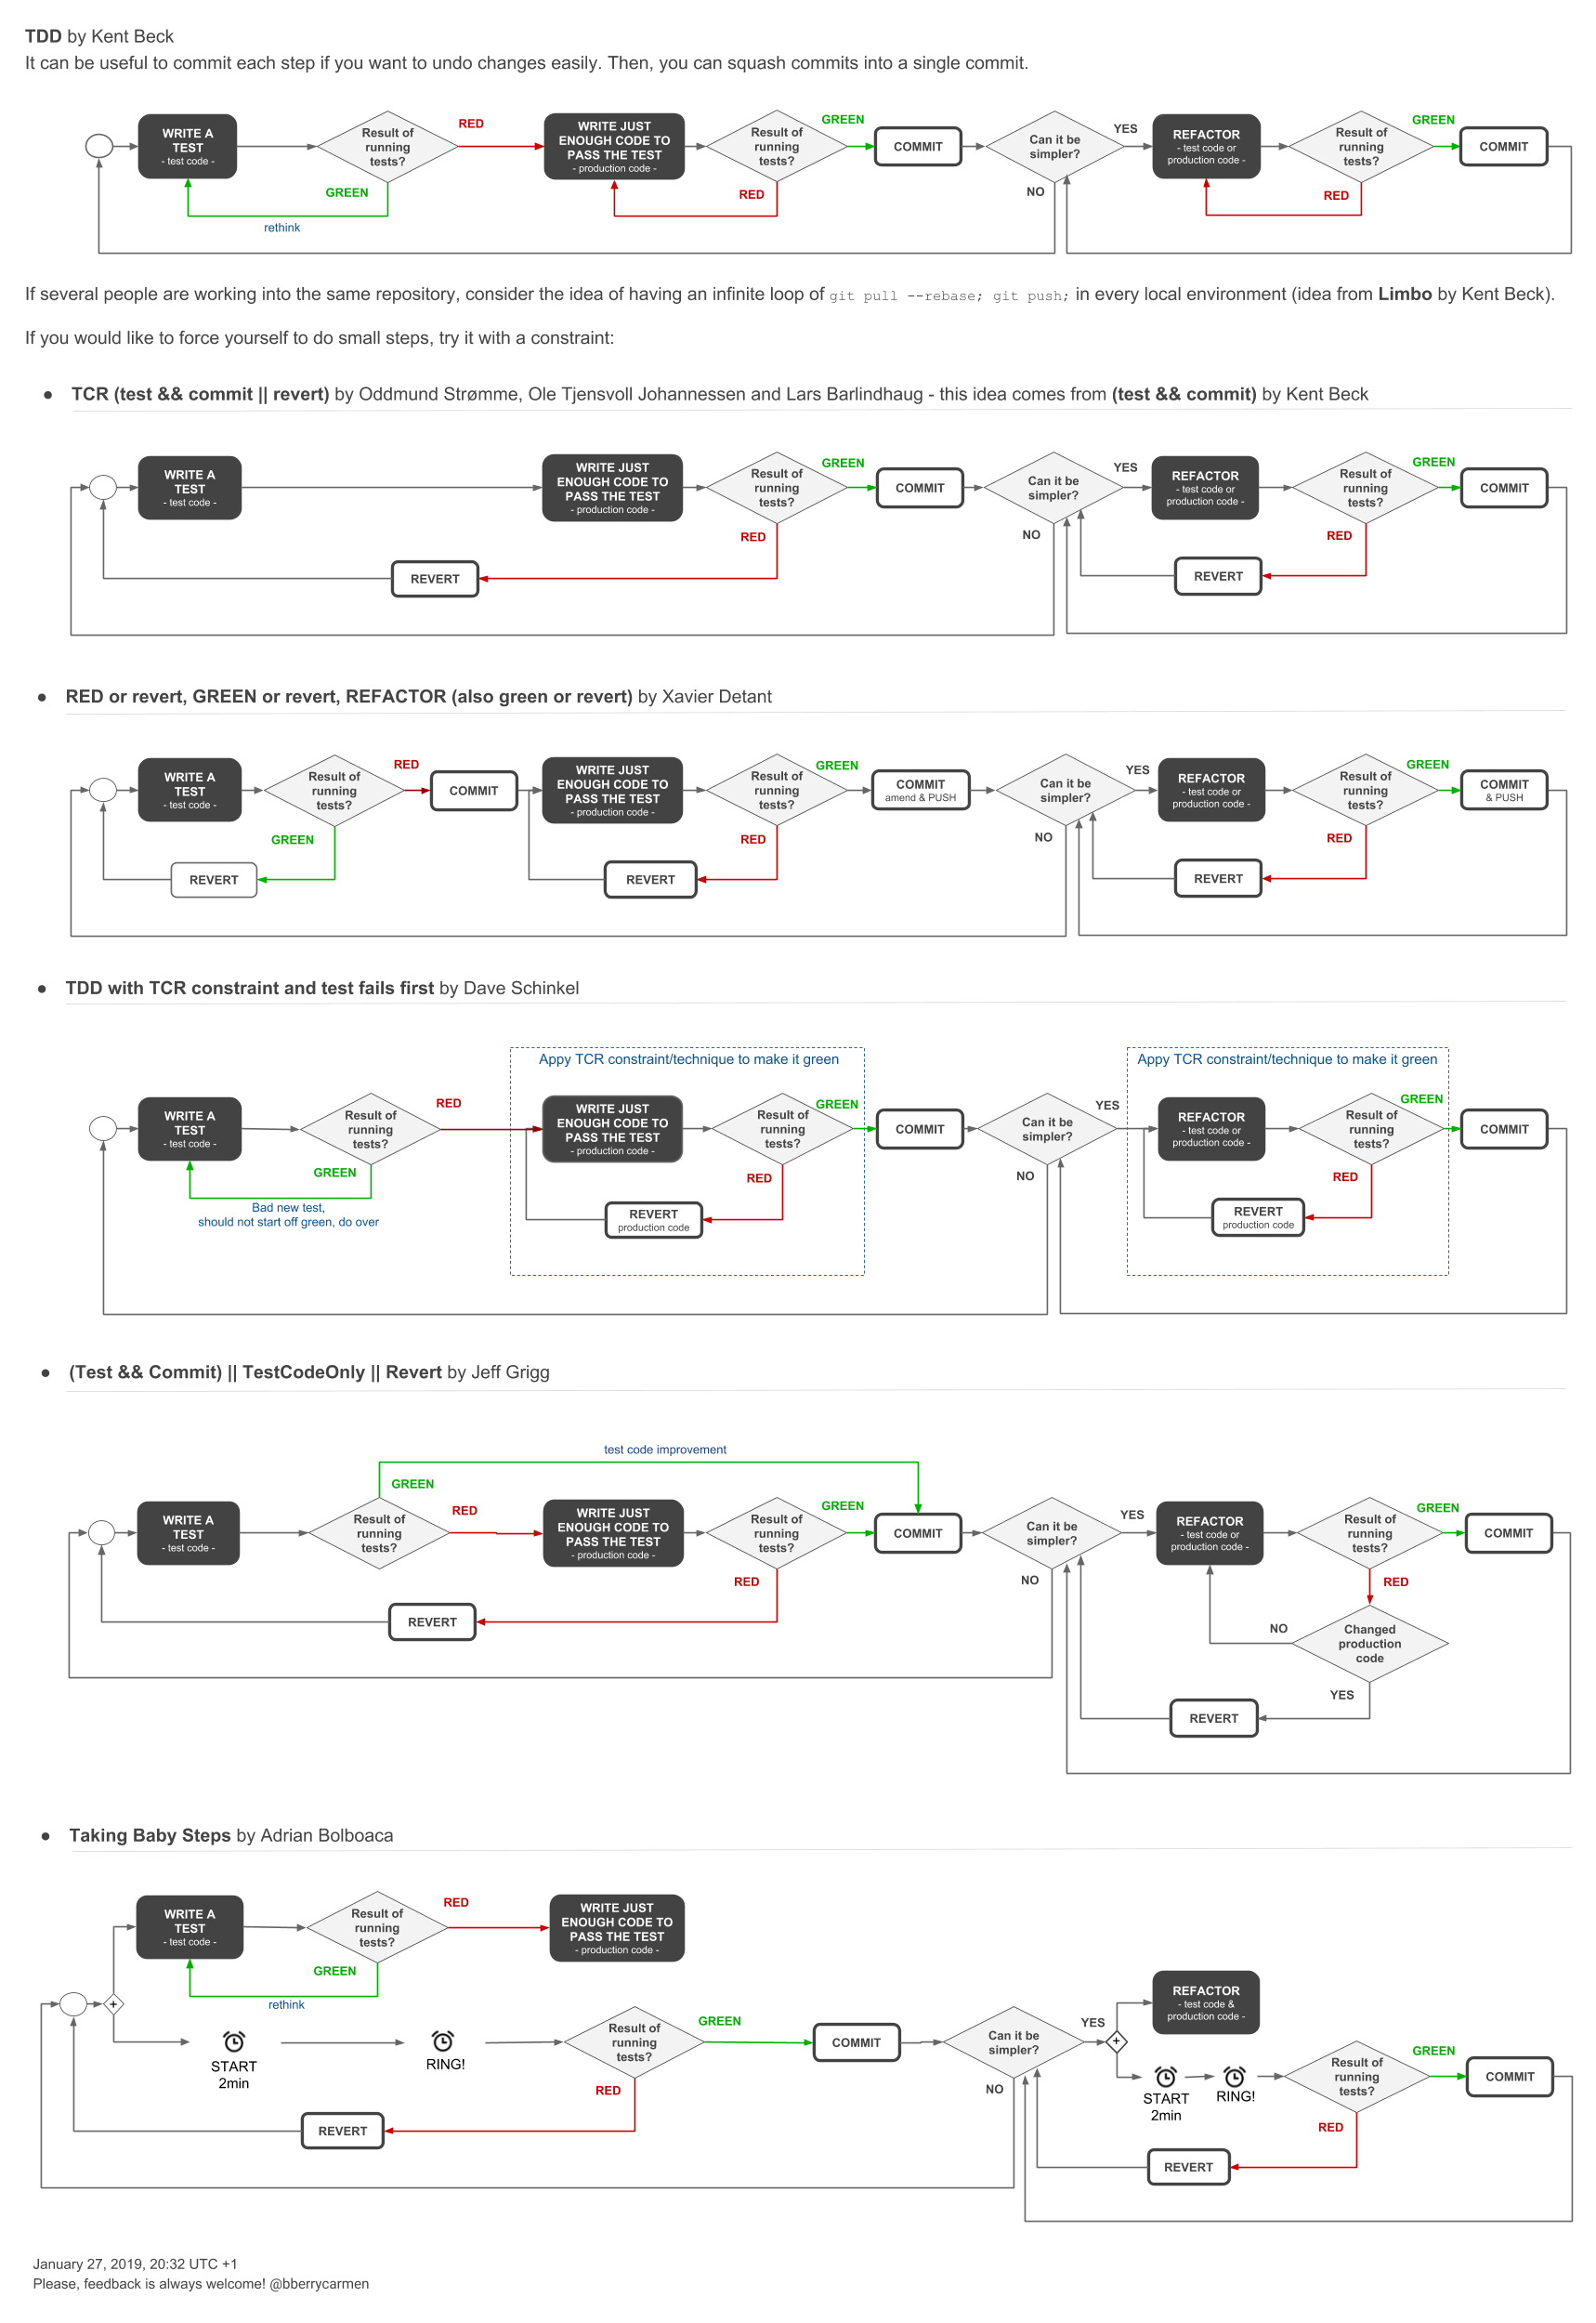 TDD by Kent Beck
It can be useful to commit each step if you want to undo changes easily. Then, you can squash commits into a single commit.
WRITE A
TEST
- test code -
Result of
running
tests?
RED
GREEN
rethink
WRITE JUST
ENOUGH CODE TO
PASS THE TEST
- production code -
Result of
running
tests?
GREEN
RED
COMMIT
Can it be
simpler?
YES
NO
REFACTOR
- test code or
production code -
Result of
running
tests?
GREEN
RED
COMMIT
If several people are working into the same repository, consider the idea of having an infinite loop of git pull --rebase; git push; in every local environment (idea from Limbo by Kent Beck).
If you would like to force yourself to do small steps, try it with a constraint:
● TCR (test && commit || revert) by Oddmund Strømme, Ole Tjensvoll Johannessen and Lars Barlindhaug - this idea comes from (test && commit) by Kent Beck
WRITE A
TEST
- test code -
WRITE JUST
ENOUGH CODE TO
PASS THE TEST
- production code -
Result of
running
tests?
GREEN
RED
REVERT
COMMIT
Can it be
simpler?
YES
NO
REFACTOR
- test code or
production code -
Result of
running
tests?
GREEN
RED
REVERT
COMMIT
● RED or revert, GREEN or revert, REFACTOR (also green or revert) by Xavier Detant
WRITE A
TEST
- test code -
Result of
running
tests?
RED
GREEN
REVERT
COMMIT
WRITE JUST
ENOUGH CODE TO
PASS THE TEST
- production code -
Result of
running
tests?
GREEN
RED
REVERT
COMMIT
amend & PUSH
Can it be
simpler?
YES
NO
REFACTOR
- test code or
production code -
Result of
running
tests?
GREEN
RED
REVERT
COMMIT
& PUSH
● TDD with TCR constraint and test fails first by Dave Schinkel
WRITE A
TEST
- test code -
Result of
running
tests?
RED
GREEN
Bad new test,
should not start off green, do over
Appy TCR constraint/technique to make it green
WRITE JUST
ENOUGH CODE TO
PASS THE TEST
- production code -
Result of
running
tests?
GREEN
RED
REVERT
production code
COMMIT
Can it be
simpler?
YES
NO
Appy TCR constraint/technique to make it green
REFACTOR
- test code or
production code -
Result of
running
tests?
GREEN
RED
REVERT
production code
COMMIT
● (Test && Commit) || TestCodeOnly || Revert by Jeff Grigg
test code improvement
WRITE A
TEST
- test code -
Result of
running
tests?
GREEN
RED
WRITE JUST
ENOUGH CODE TO
PASS THE TEST
- production code -
Result of
running
tests?
GREEN
RED
REVERT
COMMIT
Can it be
simpler?
YES
NO
REFACTOR
- test code or
production code -
Result of
running
tests?
GREEN
RED
COMMIT
Changed
production
code
NO
YES
REVERT
● Taking Baby Steps by Adrian Bolboaca
WRITE A
TEST
- test code -
Result of
running
tests?
RED
GREEN
rethink
WRITE JUST
ENOUGH CODE TO
PASS THE TEST
- production code -
START
2min
RING!
Result of
running
tests?
GREEN
RED
REVERT
COMMIT
Can it be
simpler?
YES
NO
REFACTOR
- test code &
production code -
START
2min
RING!
Result of
running
tests?
GREEN
RED
REVERT
COMMIT
January 27, 2019, 20:32 UTC +1
Please, feedback is always welcome! @bberrycarmen